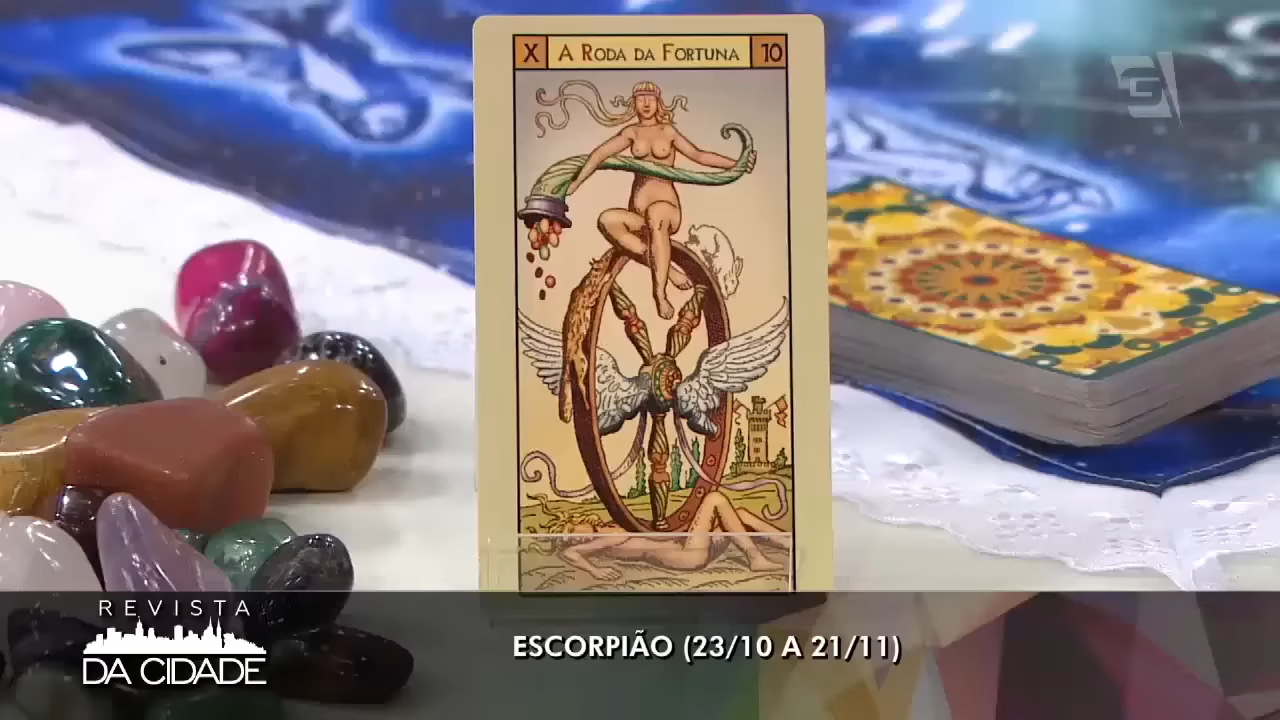 X A RODA DA FORTUNA 10
REVISTA
DA CIDADE
ESCORPIÃO (23/10 A 21/11)